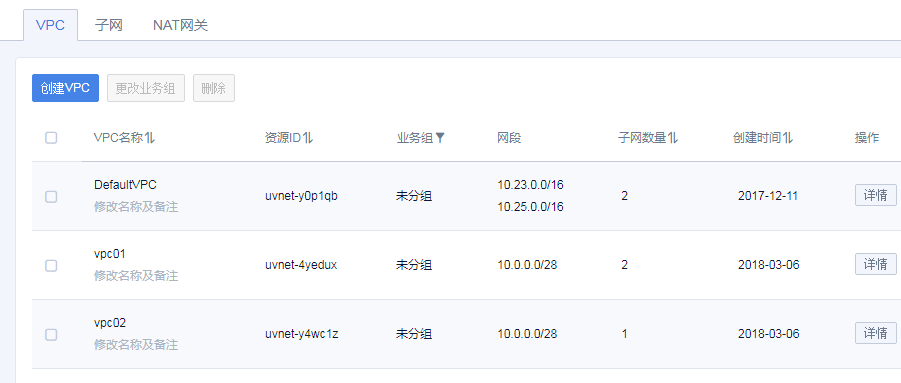 VPC 子网 NAT网关
创建VPC 更改业务组 删除
VPC名称 资源ID 业务组 网段 子网数量 创建时间 操作
DefaultVPC
修改名称及备注
uvnet-y0p1qb 未分组
10.23.0.0/16
10.25.0.0/16
2 2017-12-11 详情
vpc01
修改名称及备注
uvnet-4yedux 未分组 10.0.0.0/28 2 2018-03-06 详情
vpc02
修改名称及备注
uvnet-y4wc1z 未分组 10.0.0.0/28 1 2018-03-06 详情